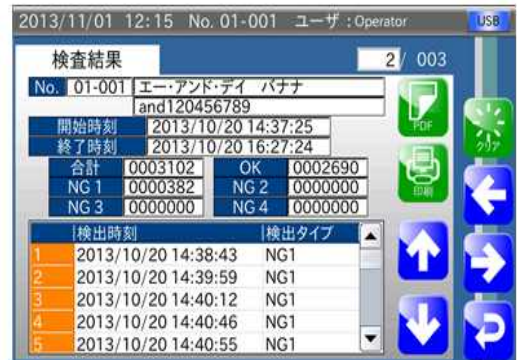 2013/11/01 12:15 No. 01-001 ユーザ : Operator USB
検査結果 2 / 003
No. 01-001 エー・アンド・デイ バナナ
and120456789
PDF
開始時刻 2013/10/20 14:37:25
終了時刻 2013/10/20 16:27:24
クリア
合計 0003102 OK 0002690
印刷
NG 1 0000382 NG 2 0000000
NG 3 0000000 NG 4 0000000
検出時刻 検出タイプ
1 2013/10/20 14:38:43 NG1
2 2013/10/20 14:39:59 NG1
3 2013/10/20 14:40:12 NG1
4 2013/10/20 14:40:46 NG1
5 2013/10/20 14:40:55 NG1